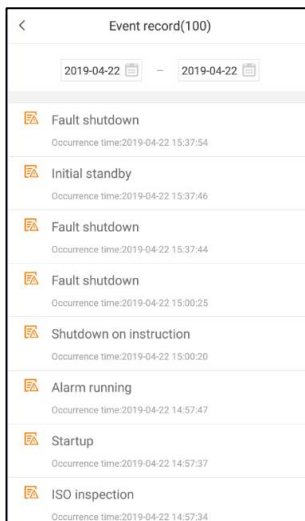 Event record(100)
2019-04-22 – 2019-04-22
Fault shutdown
Occurrence time:2019-04-22 15:37:54
Initial standby
Occurrence time:2019-04-22 15:37:46
Fault shutdown
Occurrence time:2019-04-22 15:37:44
Fault shutdown
Occurrence time:2019-04-22 15:00:25
Shutdown on instruction
Occurrence time:2019-04-22 15:00:20
Alarm running
Occurrence time:2019-04-22 14:57:47
Startup
Occurrence time:2019-04-22 14:57:37
ISO inspection
Occurrence time:2019-04-22 14:57:34